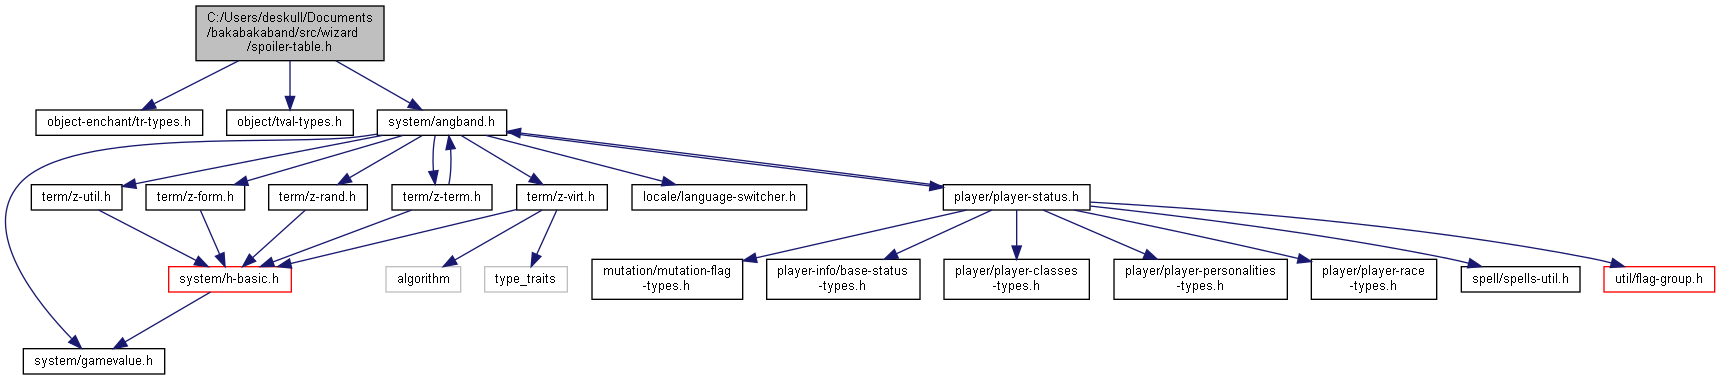 C:/Users/deskull/Documents
/bakabakaband/src/wizard
/spoiler-table.h
object-enchant/tr-types.h
object/tval-types.h
system/angband.h
term/z-util.h
term/z-form.h
term/z-rand.h
term/z-term.h
term/z-virt.h
locale/language-switcher.h
player/player-status.h
system/h-basic.h
algorithm
type_traits
mutation/mutation-flag
-types.h
player-info/base-status
-types.h
player/player-classes
-types.h
player/player-personalities
-types.h
player/player-race
-types.h
spell/spells-util.h
util/flag-group.h
system/gamevalue.h